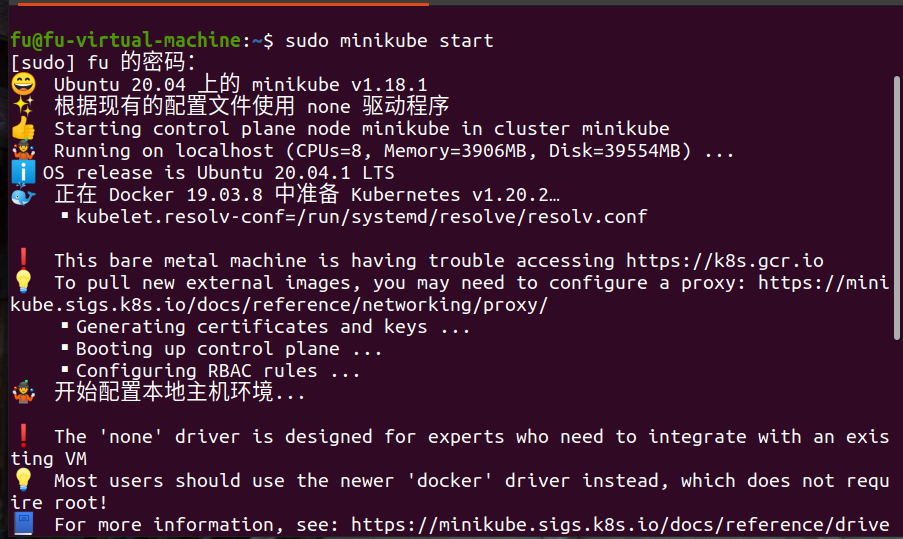 fu@fu-virtual-machine:~$ sudo minikube start
[sudo] fu 的密码：
😄 Ubuntu 20.04 上的 minikube v1.18.1
✨ 根据现有的配置文件使用 none 驱动程序
👍 Starting control plane node minikube in cluster minikube
🤹 Running on localhost (CPUs=8, Memory=3906MB, Disk=39554MB) ...
ℹ️ OS release is Ubuntu 20.04.1 LTS
🐳 正在 Docker 19.03.8 中准备 Kubernetes v1.20.2…
▪ kubelet.resolv-conf=/run/systemd/resolve/resolv.conf
❗ This bare metal machine is having trouble accessing https://k8s.gcr.io
💡 To pull new external images, you may need to configure a proxy: https://mini
kube.sigs.k8s.io/docs/reference/networking/proxy/
▪ Generating certificates and keys ...
▪ Booting up control plane ...
▪ Configuring RBAC rules ...
🤹 开始配置本地主机环境...
❗ The 'none' driver is designed for experts who need to integrate with an exis
ting VM
💡 Most users should use the newer 'docker' driver instead, which does not requ
ire root!
📘 For more information, see: https://minikube.sigs.k8s.io/docs/reference/drive